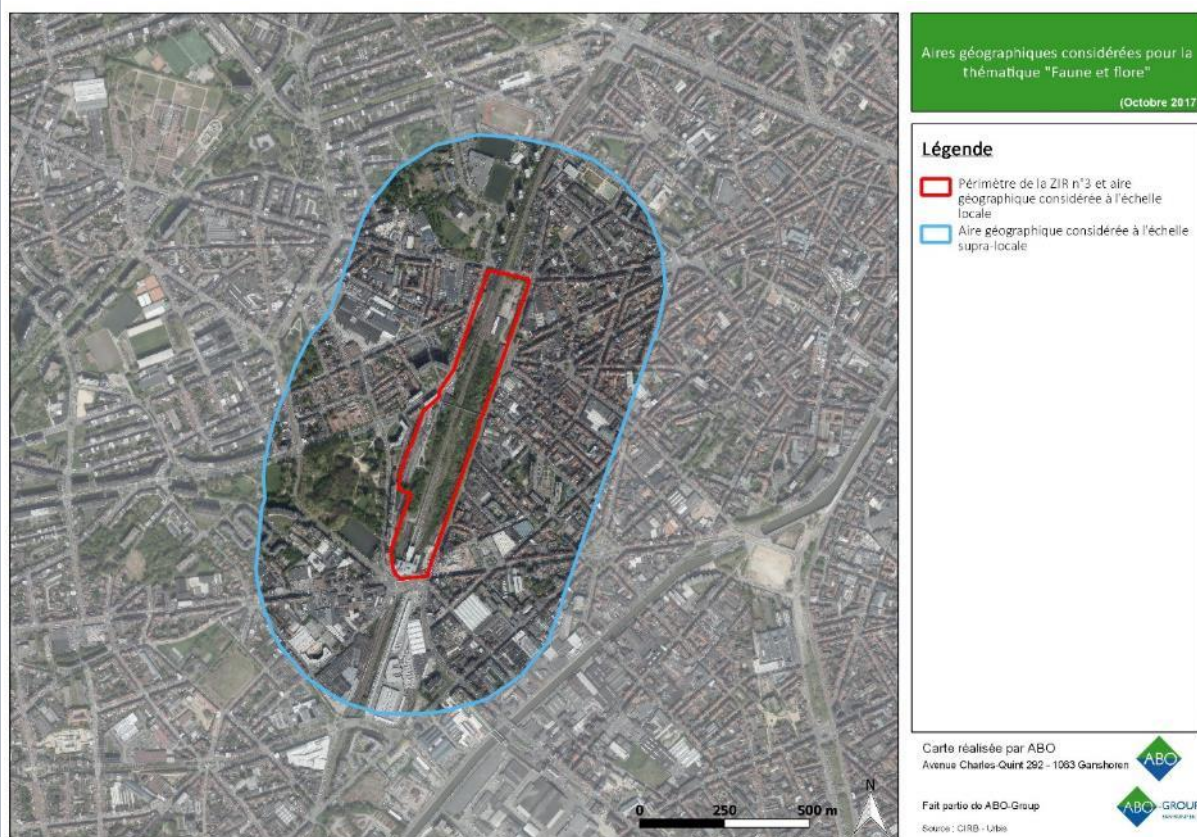 Aires géographiques considérées pour la
thématique "Faune et flore"
(Octobre 2017
Légende
Périmètre de la ZIR n°3 et aire
géographique considérée à l'échelle
locale
Aire géographique considérée à l'échelle
supra-locale
N
0 250 500 m
Carte réalisée par ABO
Avenue Charles-Quint 292 - 1083 Ganshoren
ABO
Fait partie de ABO-Group
ABO-GROUP
Source : CIRB - Urbis